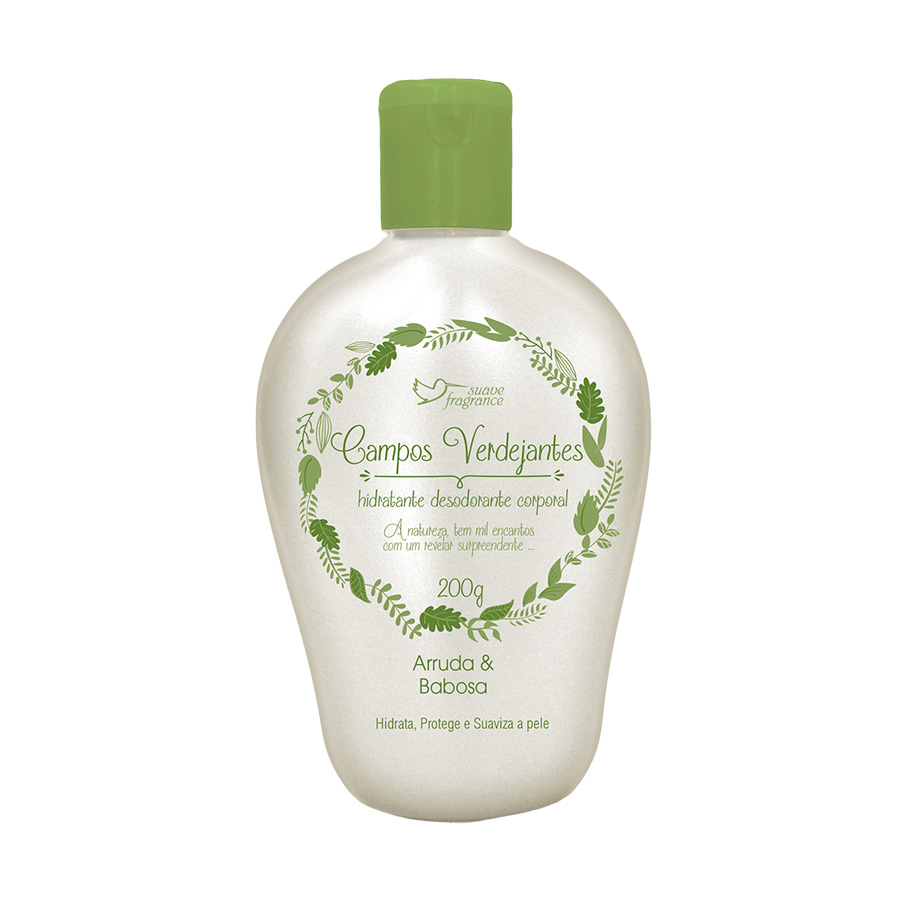 suave
fragrance
Campos Verdejantes
hidratante desodorante corporal
A natureza, tem mil encantos
com um revelar surpreendente ...
200g
Arruda &
Babosa
Hidrata, Protege e Suaviza a pele